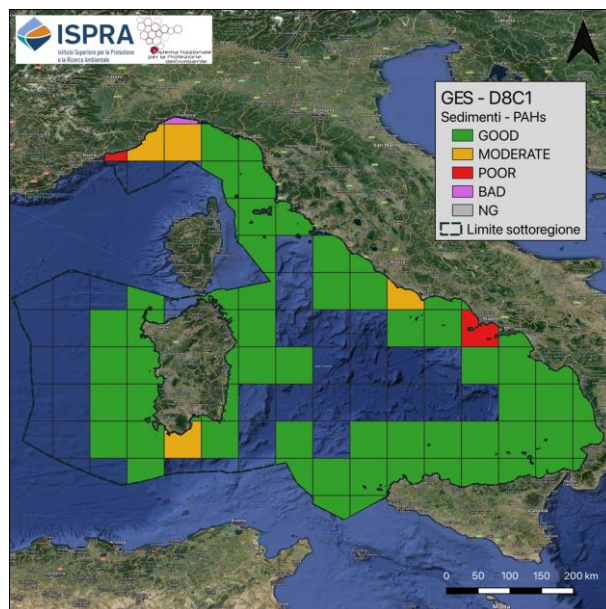 ISPRA
Istituto Superiore per la Protezione
e la Ricerca Ambientale
Sistema Nazionale
per la Protezione
dell'Ambiente
GES - D8C1
Sedimenti - PAHs
GOOD
MODERATE
POOR
BAD
NG
Limite sottoregione
Genova
0 50 100 150 200 km